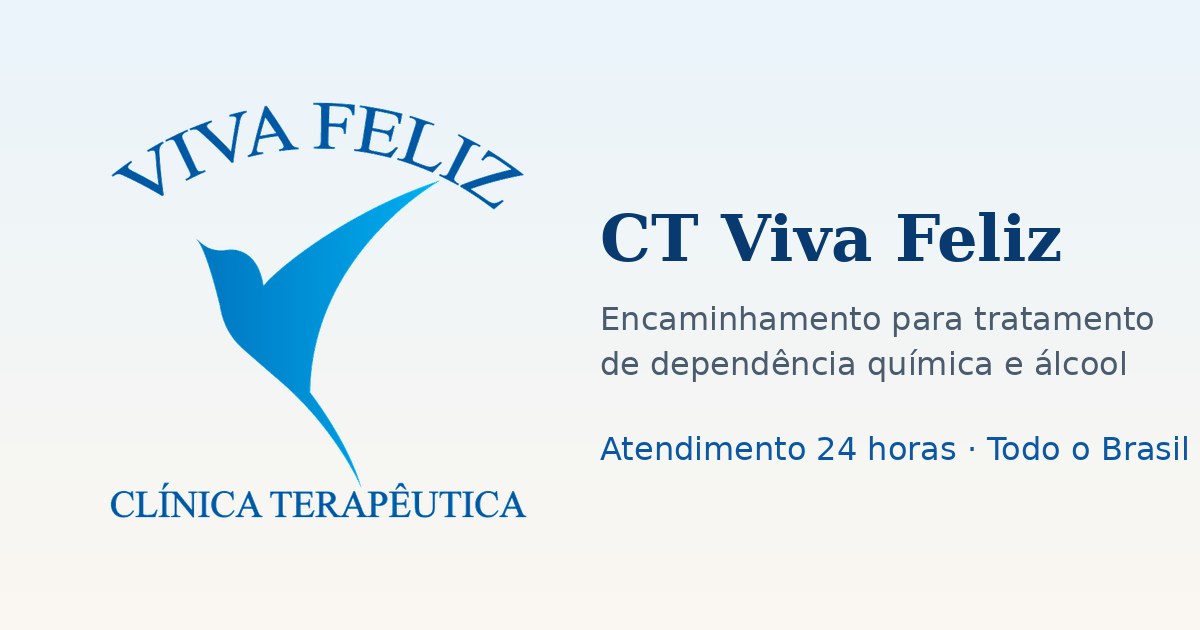 VIVA FELIZ
CLÍNICA TERAPÊUTICA
CT Viva Feliz
Encaminhamento para tratamento
de dependência química e álcool
Atendimento 24 horas · Todo o Brasil